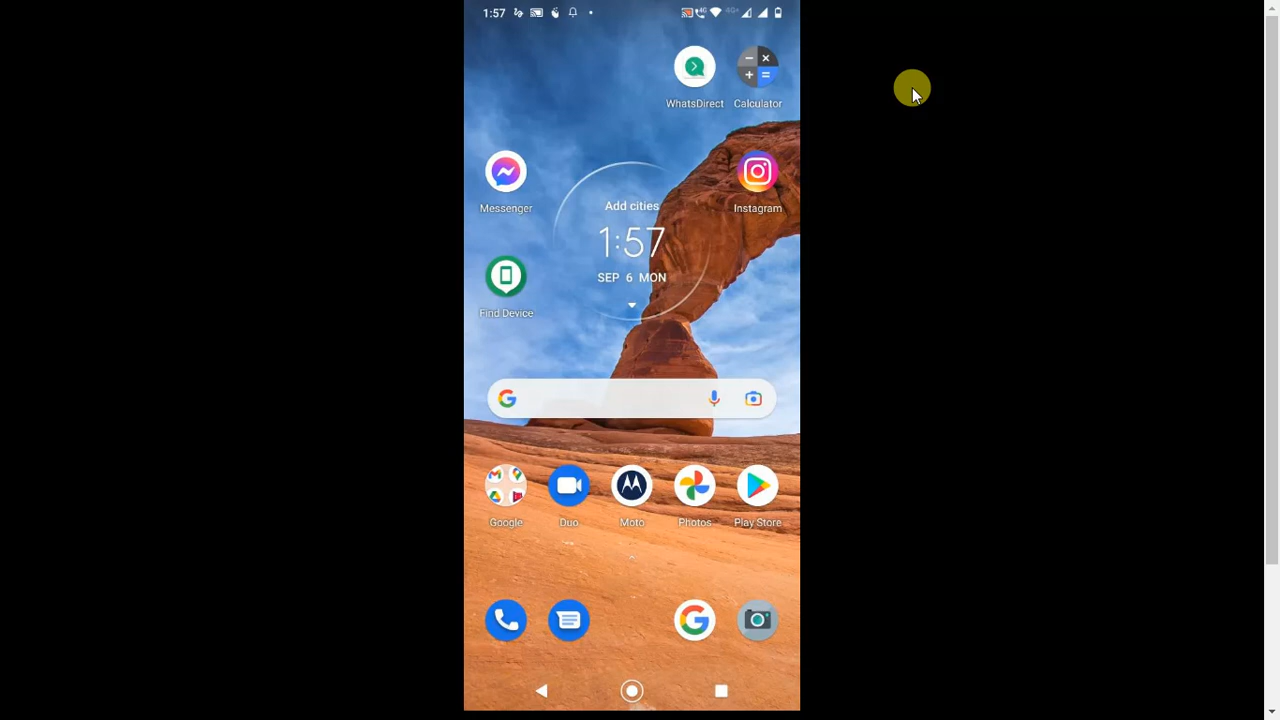 1:57
WhatsDirect Calculator
Messenger
Add cities
Instagram
1:57
SEP 6 MON
Find Device
Google Duo Moto Photos Play Store